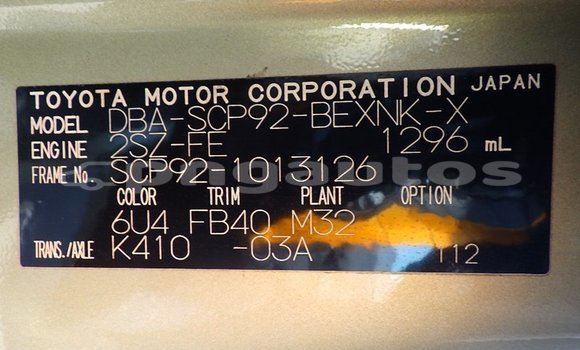 TOYOTA MOTOR CORPORATION JAPAN
MODEL DBA-SCP92-BEXNK-X
ENGINE 2SZ-FE 1296 mL
FRAME No. SCP92-1013126
COLOR TRIM PLANT OPTION
6U4 FB40 M32
TRANS./AXLE K410 -03A 112